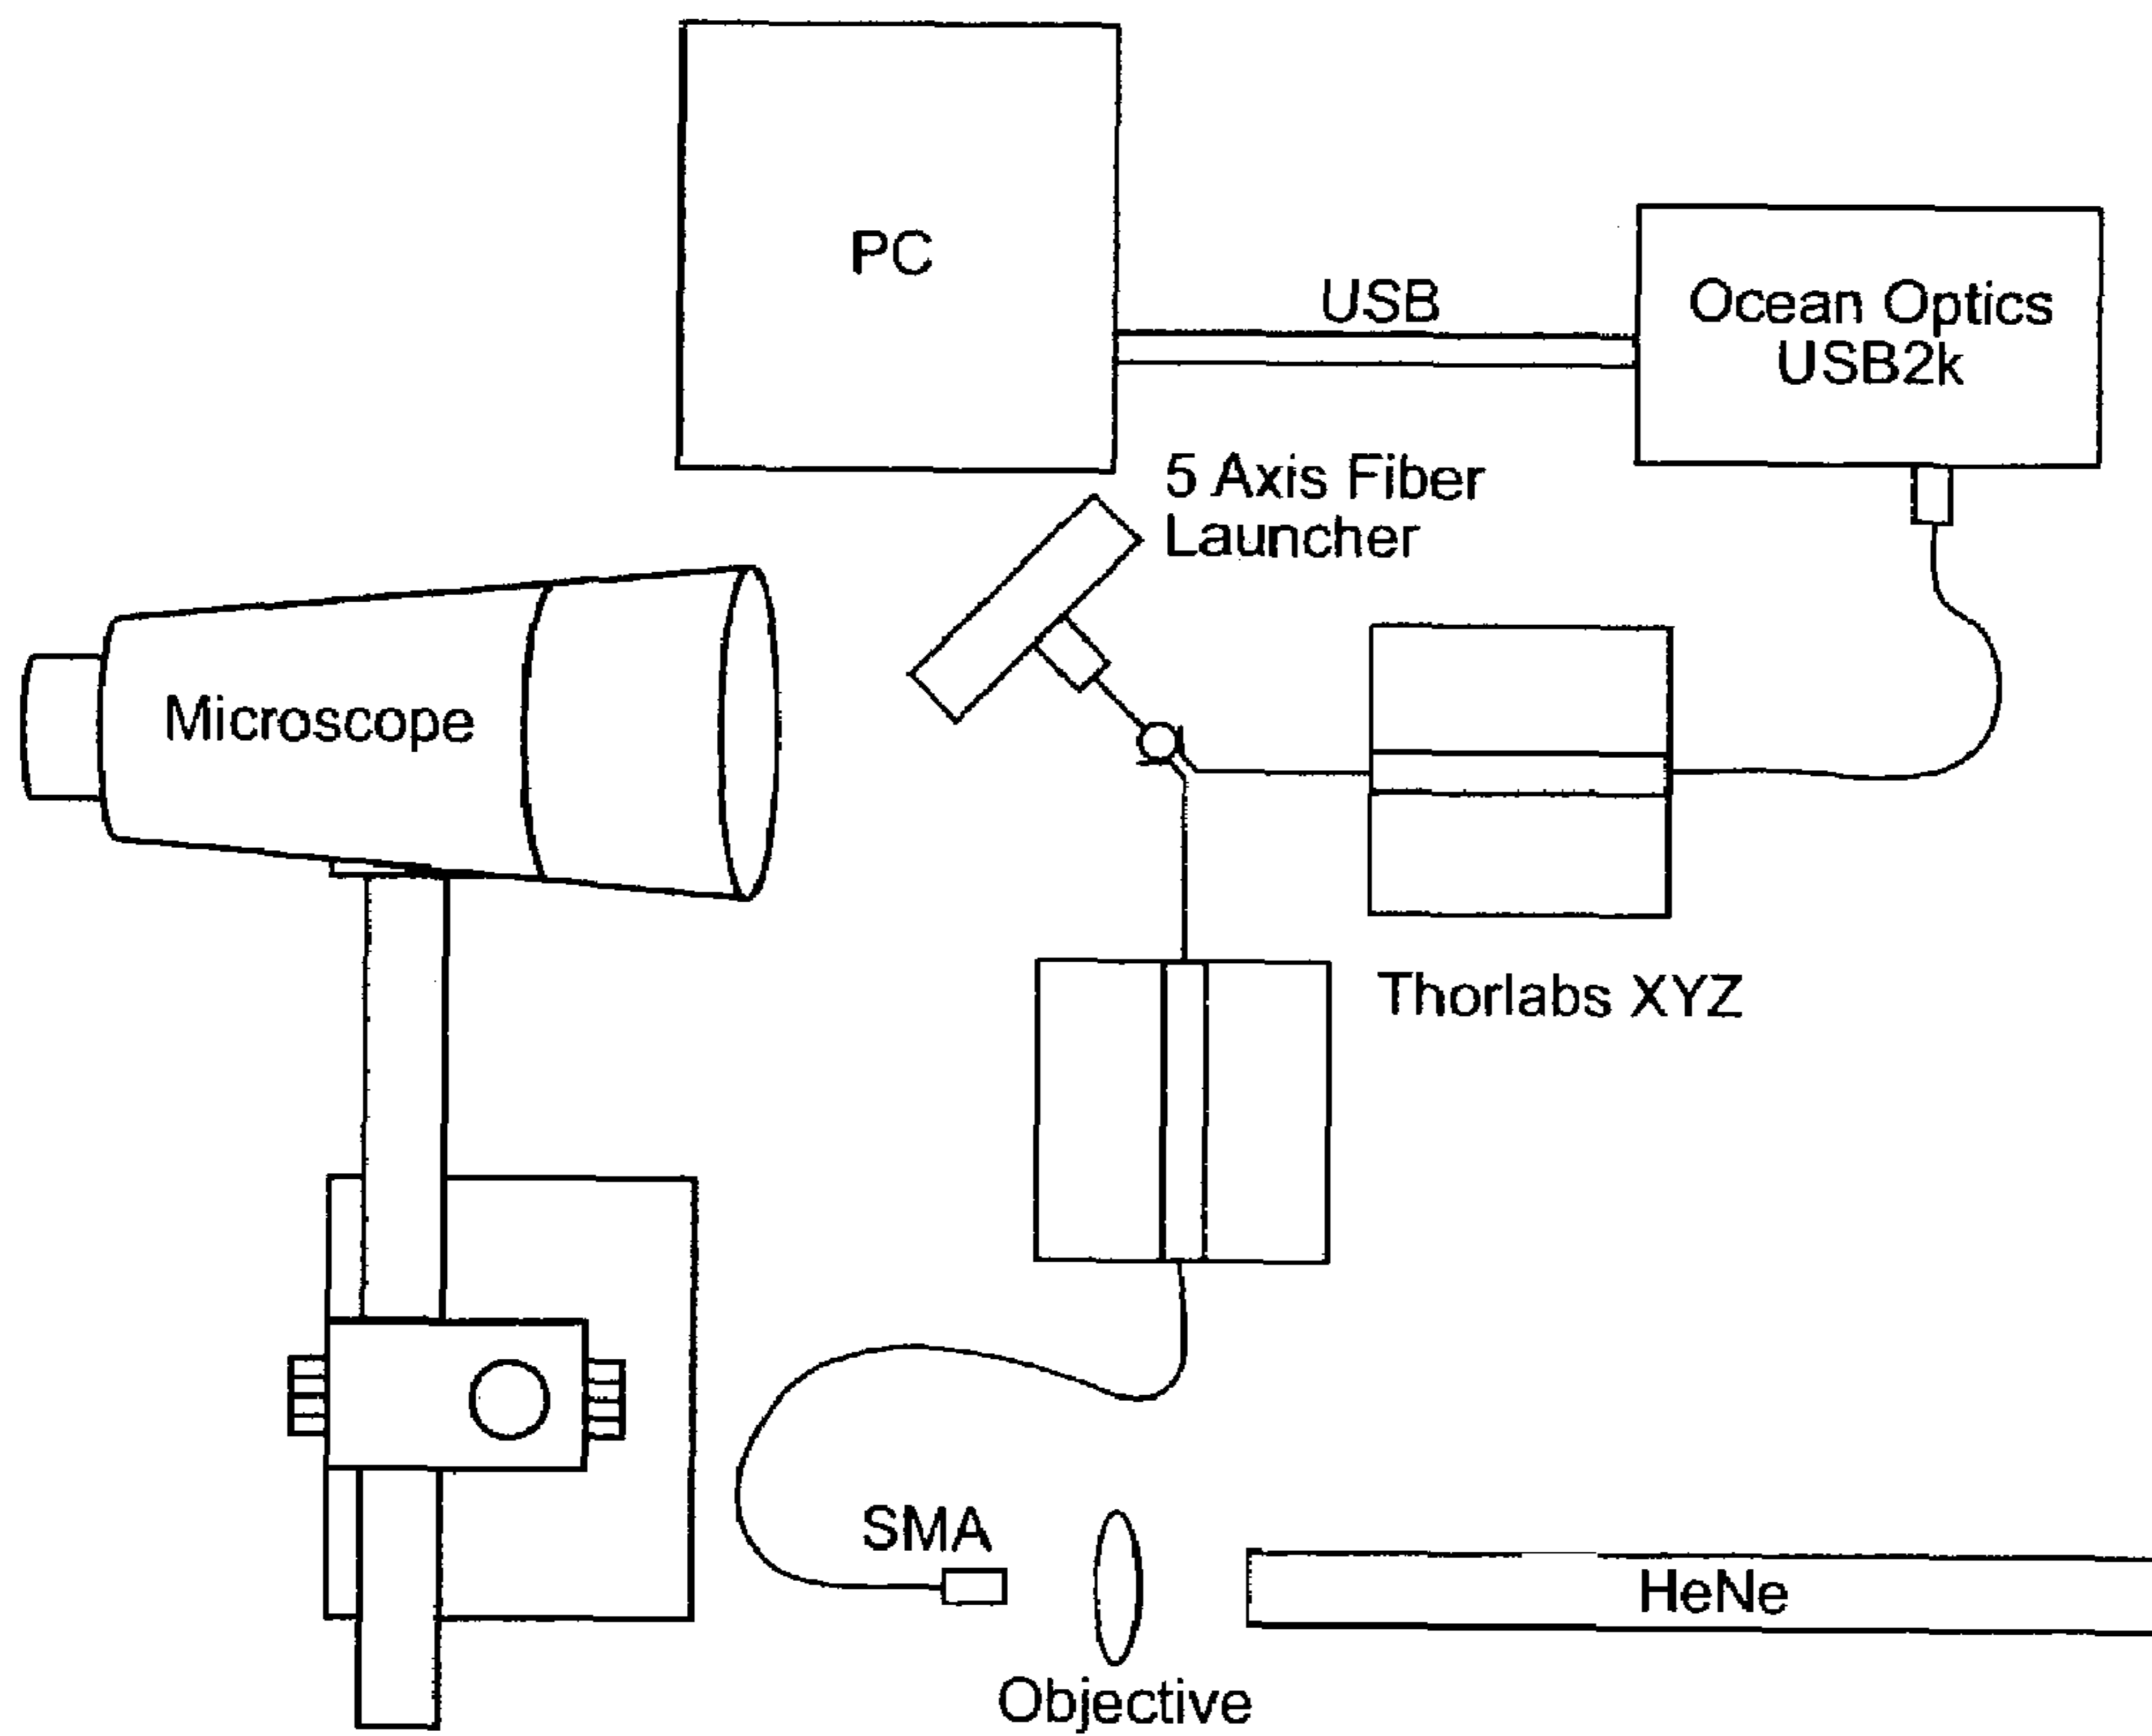 PC
USB
Ocean Optics
USB2k
5 Axis Fiber
Launcher
Microscope
Thorlabs XYZ
SMA
HeNe
Objective